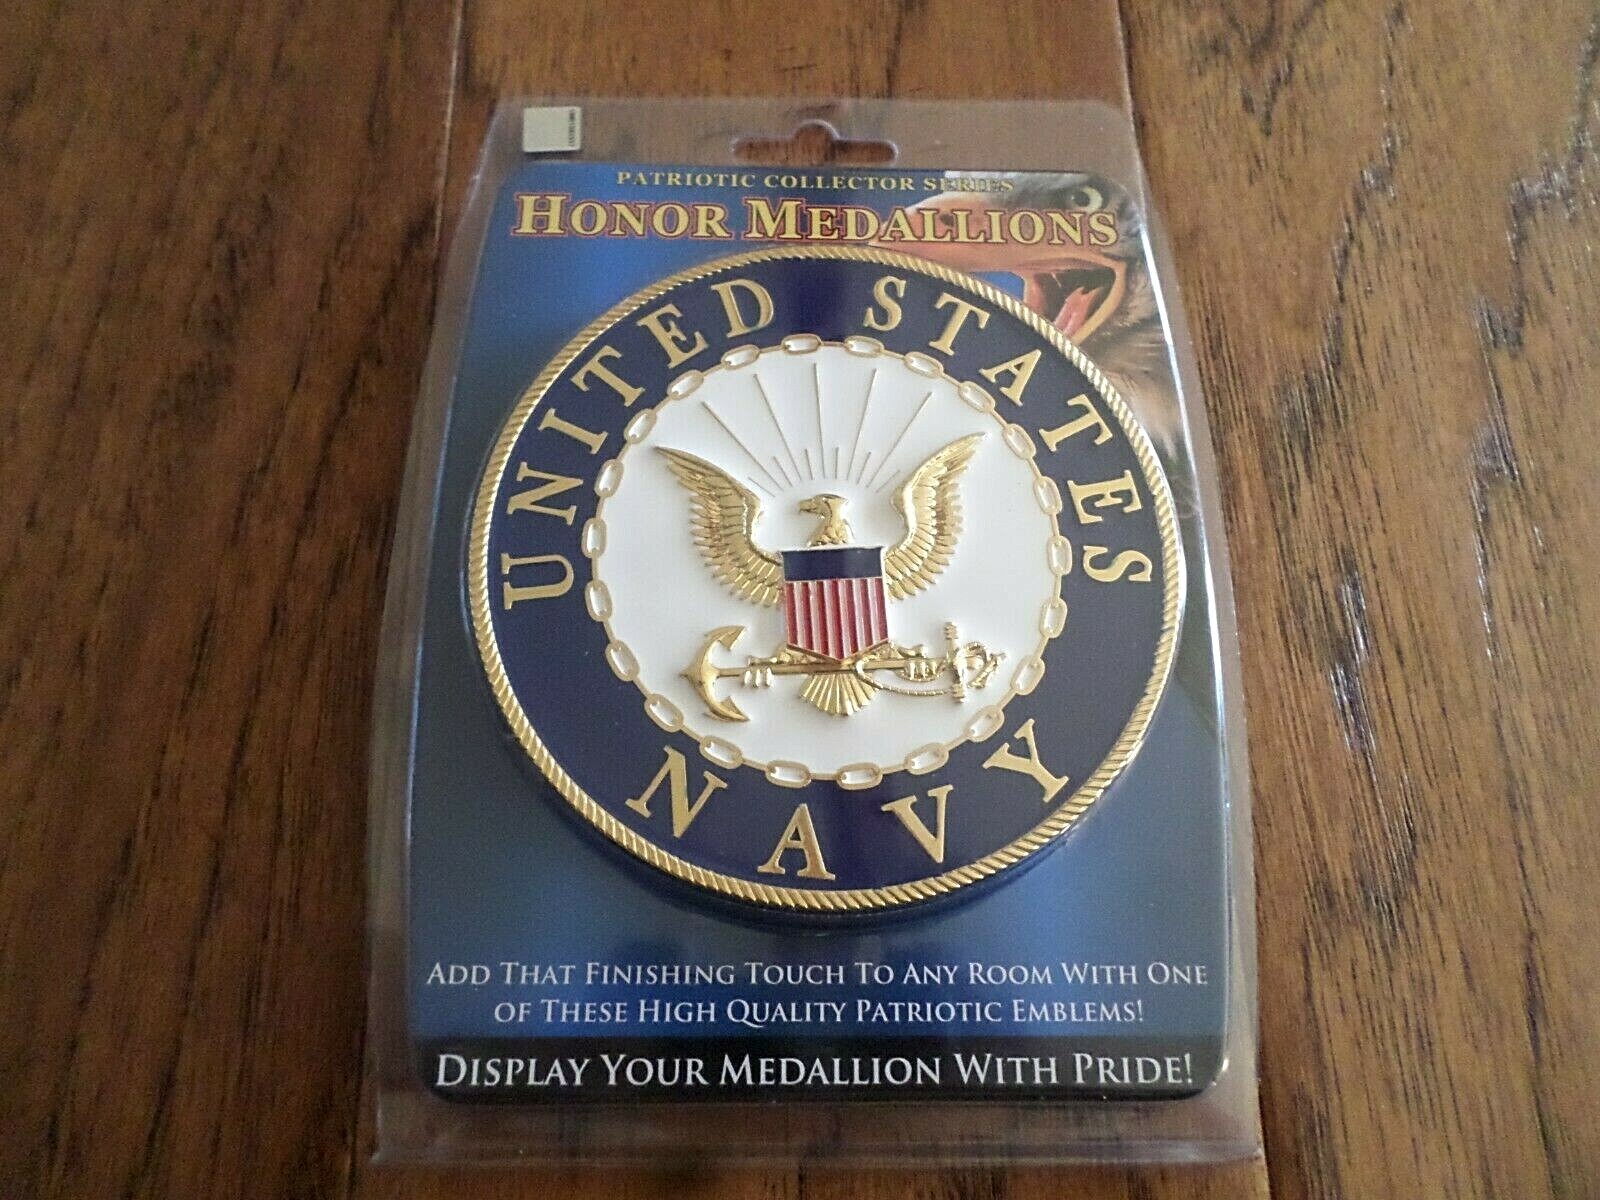 PATRIOTIC COLLECTOR SERIES
HONOR MEDALLIONS
UNITED STATES
NAVY
ADD THAT FINISHING TOUCH TO ANY ROOM WITH ONE
OF THESE HIGH QUALITY PATRIOTIC EMBLEMS!
DISPLAY YOUR MEDALLION WITH PRIDE!